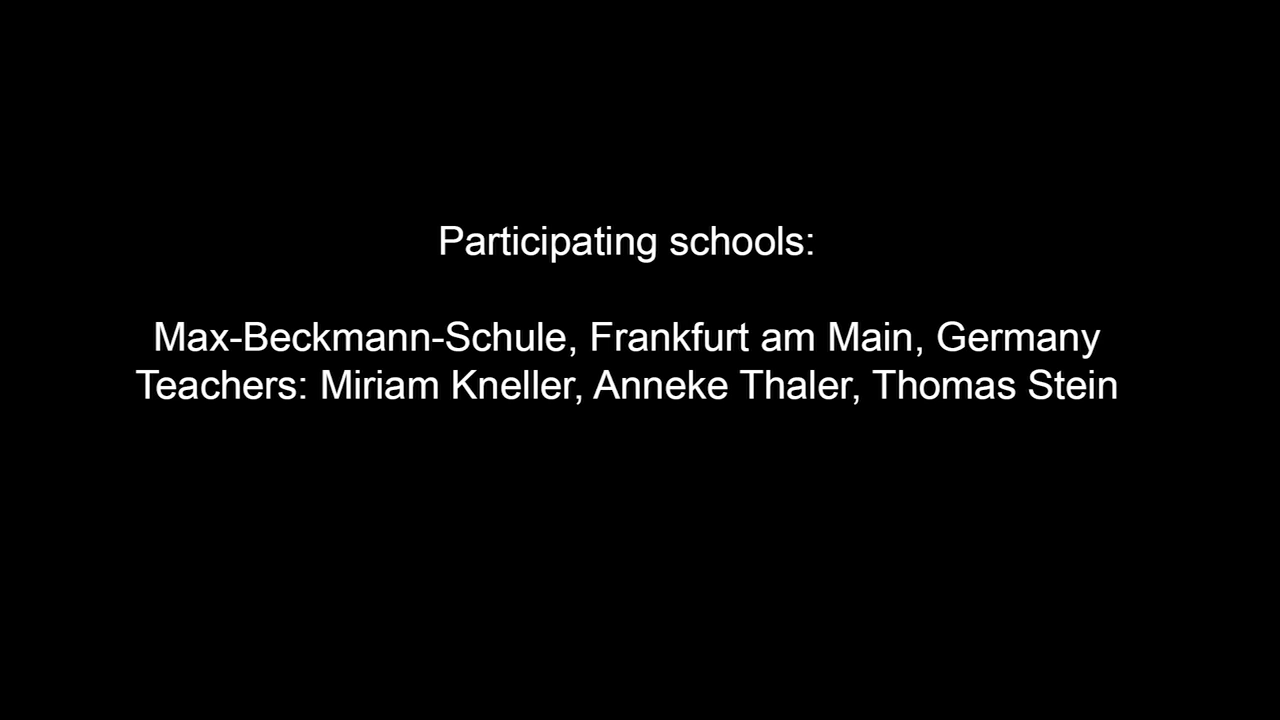 Participating schools:
Max-Beckmann-Schule, Frankfurt am Main, Germany
Teachers: Miriam Kneller, Anneke Thaler, Thomas Stein